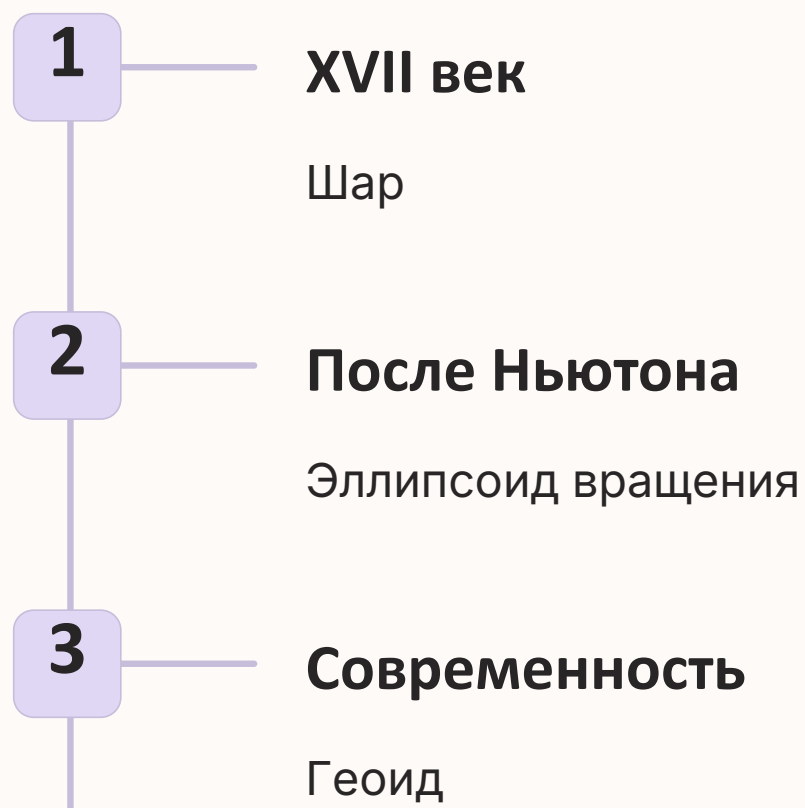 1
XVII век
Шар
2
После Ньютона
Эллипсоид вращения
3
Современность
Геоид